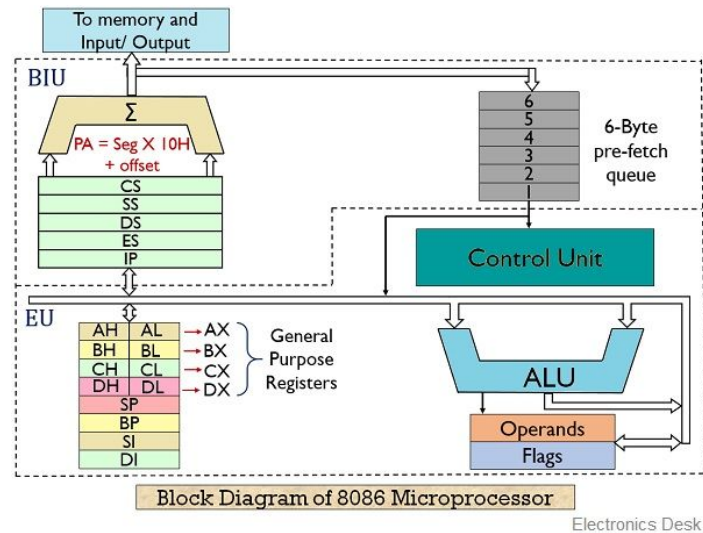 To memory and
Input/ Output
BIU
Σ
PA = Seg X 10H
+ offset
CS
SS
DS
ES
IP
6
5
4
3
2
1
6-Byte
pre-fetch
queue
Control Unit
EU
AH AL AX
BH BL BX
CH CL CX
DH DL DX
SP
BP
SI
DI
General
Purpose
Registers
ALU
Operands
Flags
Block Diagram of 8086 Microprocessor
Electronics Desk